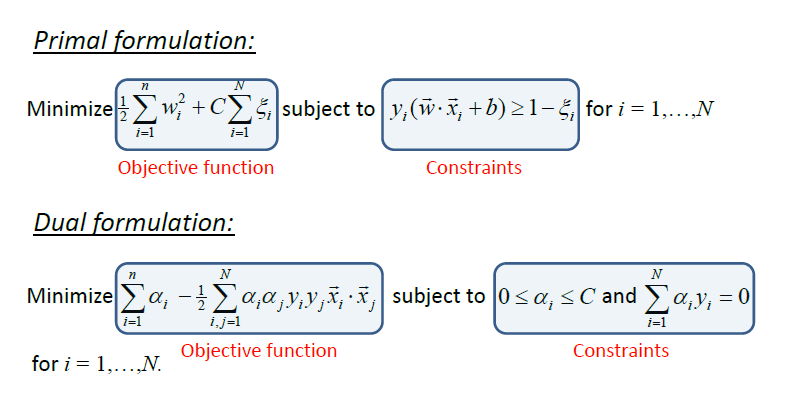 Primal formulation:
Minimize $\frac{1}{2}\sum_{i=1}^{n} w_i^2 + C\sum_{i=1}^{N} \xi_i$ subject to $y_i(\vec{w} \cdot \vec{x}_i + b) \geq 1 - \xi_i$ for $i = 1,\ldots,N$
Objective function Constraints
Dual formulation:
Minimize $\sum_{i=1}^{n} \alpha_i - \frac{1}{2}\sum_{i,j=1}^{N} \alpha_i \alpha_j y_i y_j \vec{x}_i \cdot \vec{x}_j$ subject to $0 \leq \alpha_i \leq C$ and $\sum_{i=1}^{N} \alpha_i y_i = 0$
Objective function Constraints
for $i = 1,\ldots,N.$